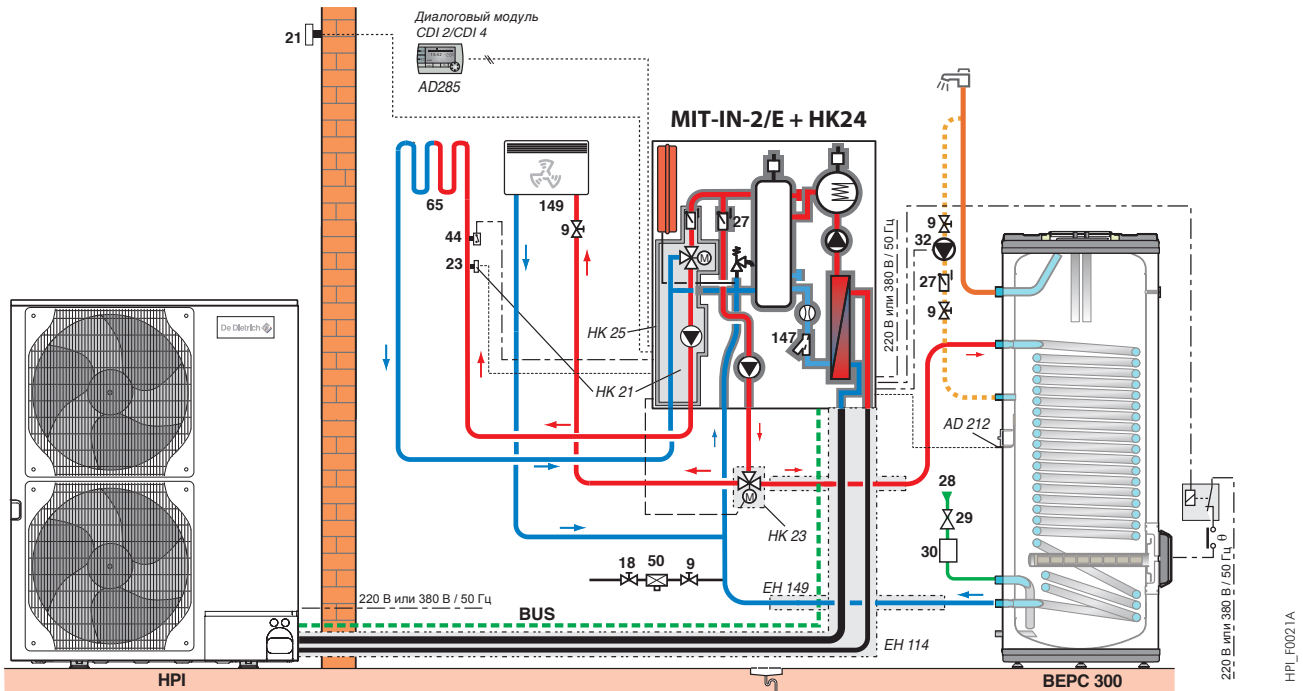 Диалоговый модуль
CDI 2/CDI 4
21
AD285
MIT-IN-2/E + HK24
65
149
9
44
23
27
M
HK 25
147
HK 21
220 В или 380 В / 50 Гц
9
32
27
9
De Dietrich
AD 212
28
29
30
M
HK 23
18
50
9
EH 149
220 В или 380 В / 50 Гц
BUS
EH 114
θ
220 В или 380 В / 50 Гц
HPI
BEPC 300
HPI_F0021A